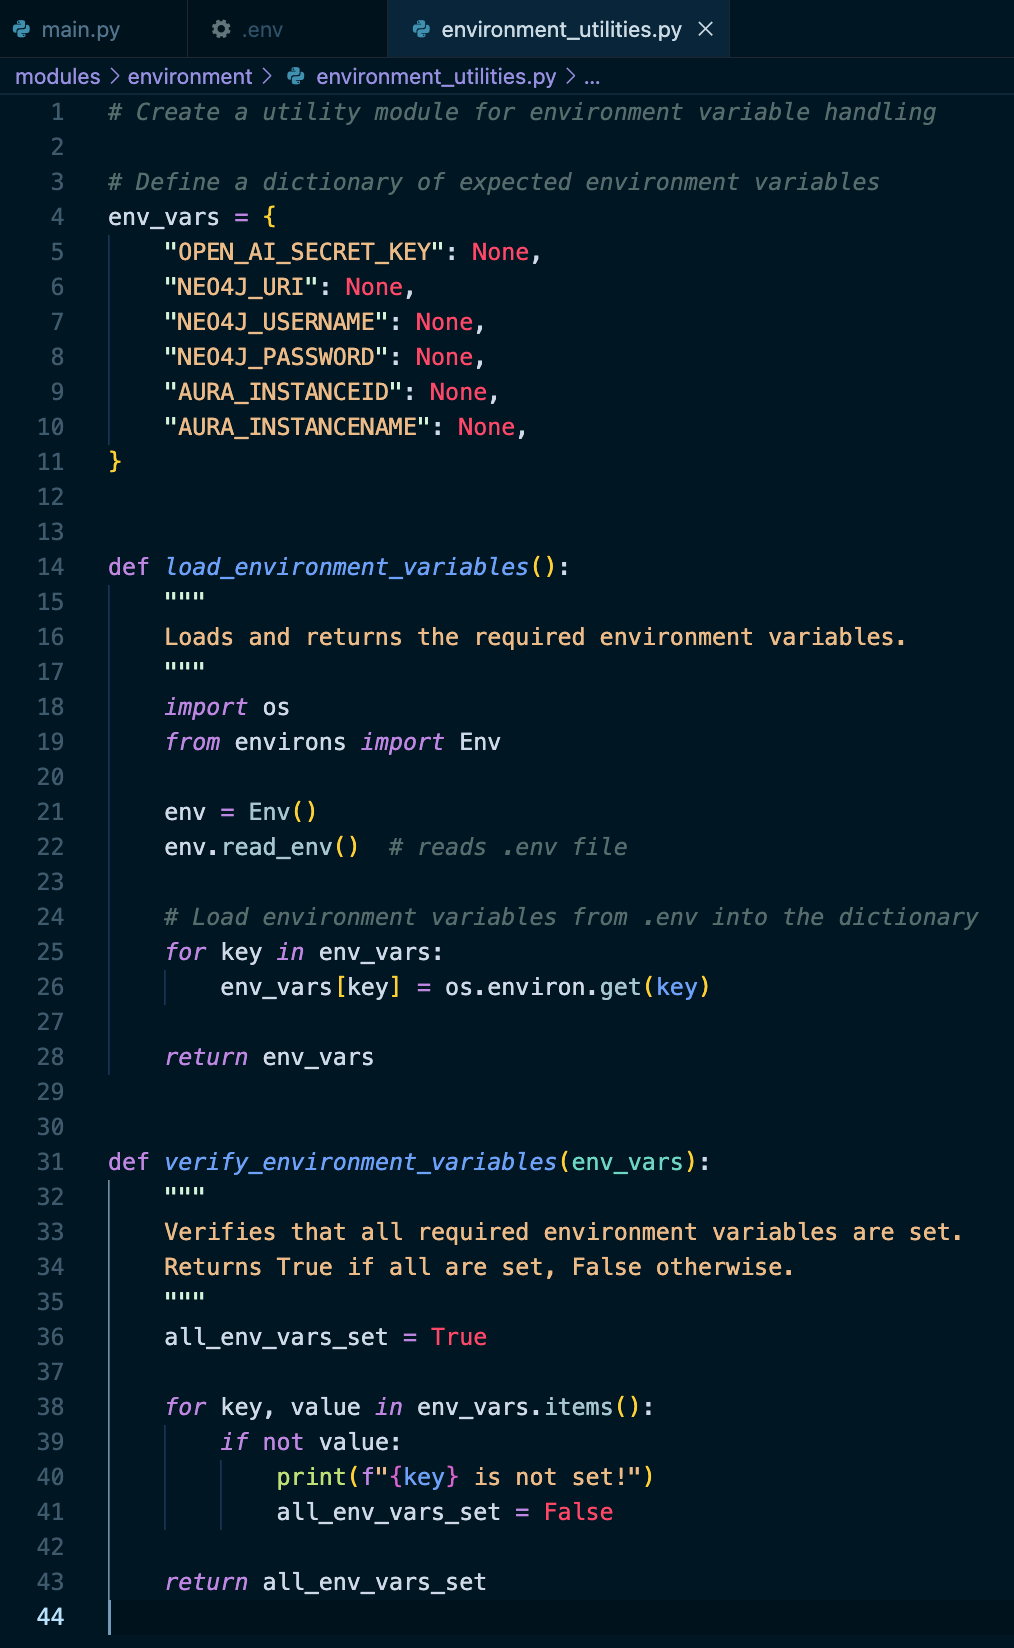 main.py .env environment_utilities.py
modules > environment > environment_utilities.py > ...
1 # Create a utility module for environment variable handling
2
3 # Define a dictionary of expected environment variables
4 env_vars = {
5     "OPEN_AI_SECRET_KEY": None,
6     "NEO4J_URI": None,
7     "NEO4J_USERNAME": None,
8     "NEO4J_PASSWORD": None,
9     "AURA_INSTANCEID": None,
10     "AURA_INSTANCENAME": None,
11 }
12
13
14 def load_environment_variables():
15     """
16     Loads and returns the required environment variables.
17     """
18     import os
19     from environs import Env
20
21     env = Env()
22     env.read_env()  # reads .env file
23
24     # Load environment variables from .env into the dictionary
25     for key in env_vars:
26         env_vars[key] = os.environ.get(key)
27
28     return env_vars
29
30
31 def verify_environment_variables(env_vars):
32     """
33     Verifies that all required environment variables are set.
34     Returns True if all are set, False otherwise.
35     """
36     all_env_vars_set = True
37
38     for key, value in env_vars.items():
39         if not value:
40             print(f"{key} is not set!")
41             all_env_vars_set = False
42
43     return all_env_vars_set
44